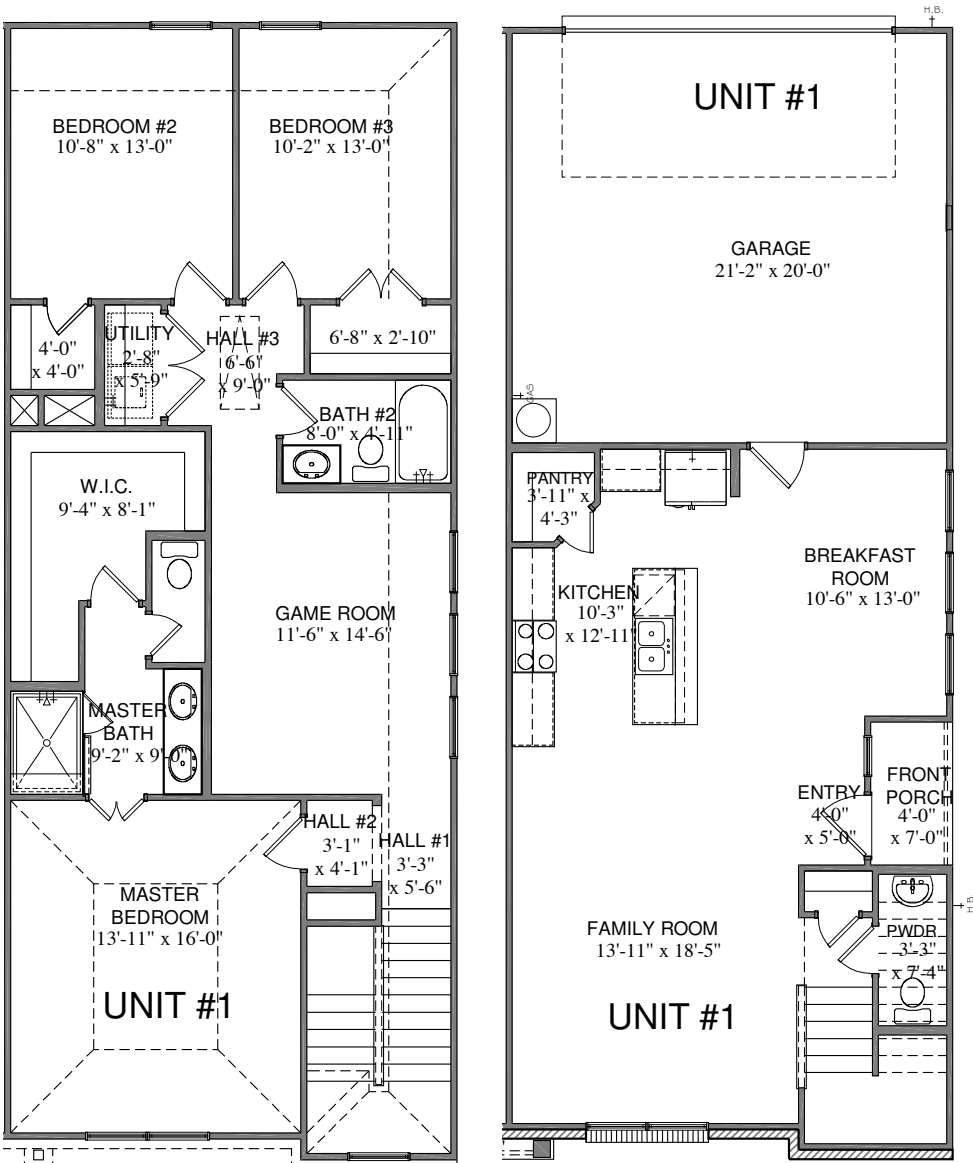 BEDROOM #2
10'-8" x 13'-0"
BEDROOM #3
10'-2" x 13'-0"
4'-0"
x 4'-0"
UTILITY
2'-8"
x 5'-9"
HALL #3
6'-6"
x 9'-0"
6'-8" x 2'-10"
BATH #2
8'-0" x 4'-11"
W.I.C.
9'-4" x 8'-1"
GAME ROOM
11'-6" x 14'-6"
MASTER
BATH
9'-2" x 9'-0"
HALL #2
3'-1"
x 4'-1"
HALL #1
3'-3"
x 5'-6"
MASTER
BEDROOM
13'-11" x 16'-0"
UNIT #1
H.B.
UNIT #1
GARAGE
21'-2" x 20'-0"
GAS
PANTRY
3'-11" x
4'-3"
KITCHEN
10'-3"
x 12'-11"
BREAKFAST
ROOM
10'-6" x 13'-0"
ENTRY
4'-0"
x 5'-0"
FRONT
PORCH
4'-0"
x 7'-0"
H.B.
FAMILY ROOM
13'-11" x 18'-5"
PWDR
3'-3"
x 7'-4"
UNIT #1